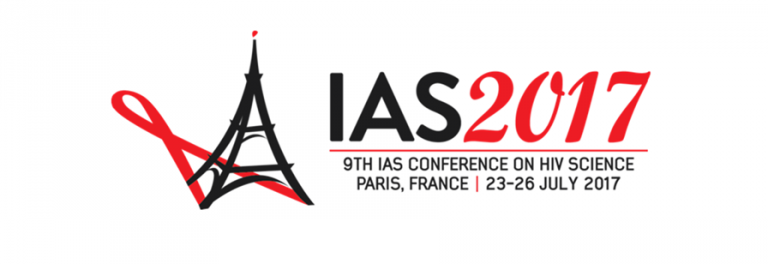 IAS2017
9TH IAS CONFERENCE ON HIV SCIENCE
PARIS, FRANCE | 23-26 JULY 2017